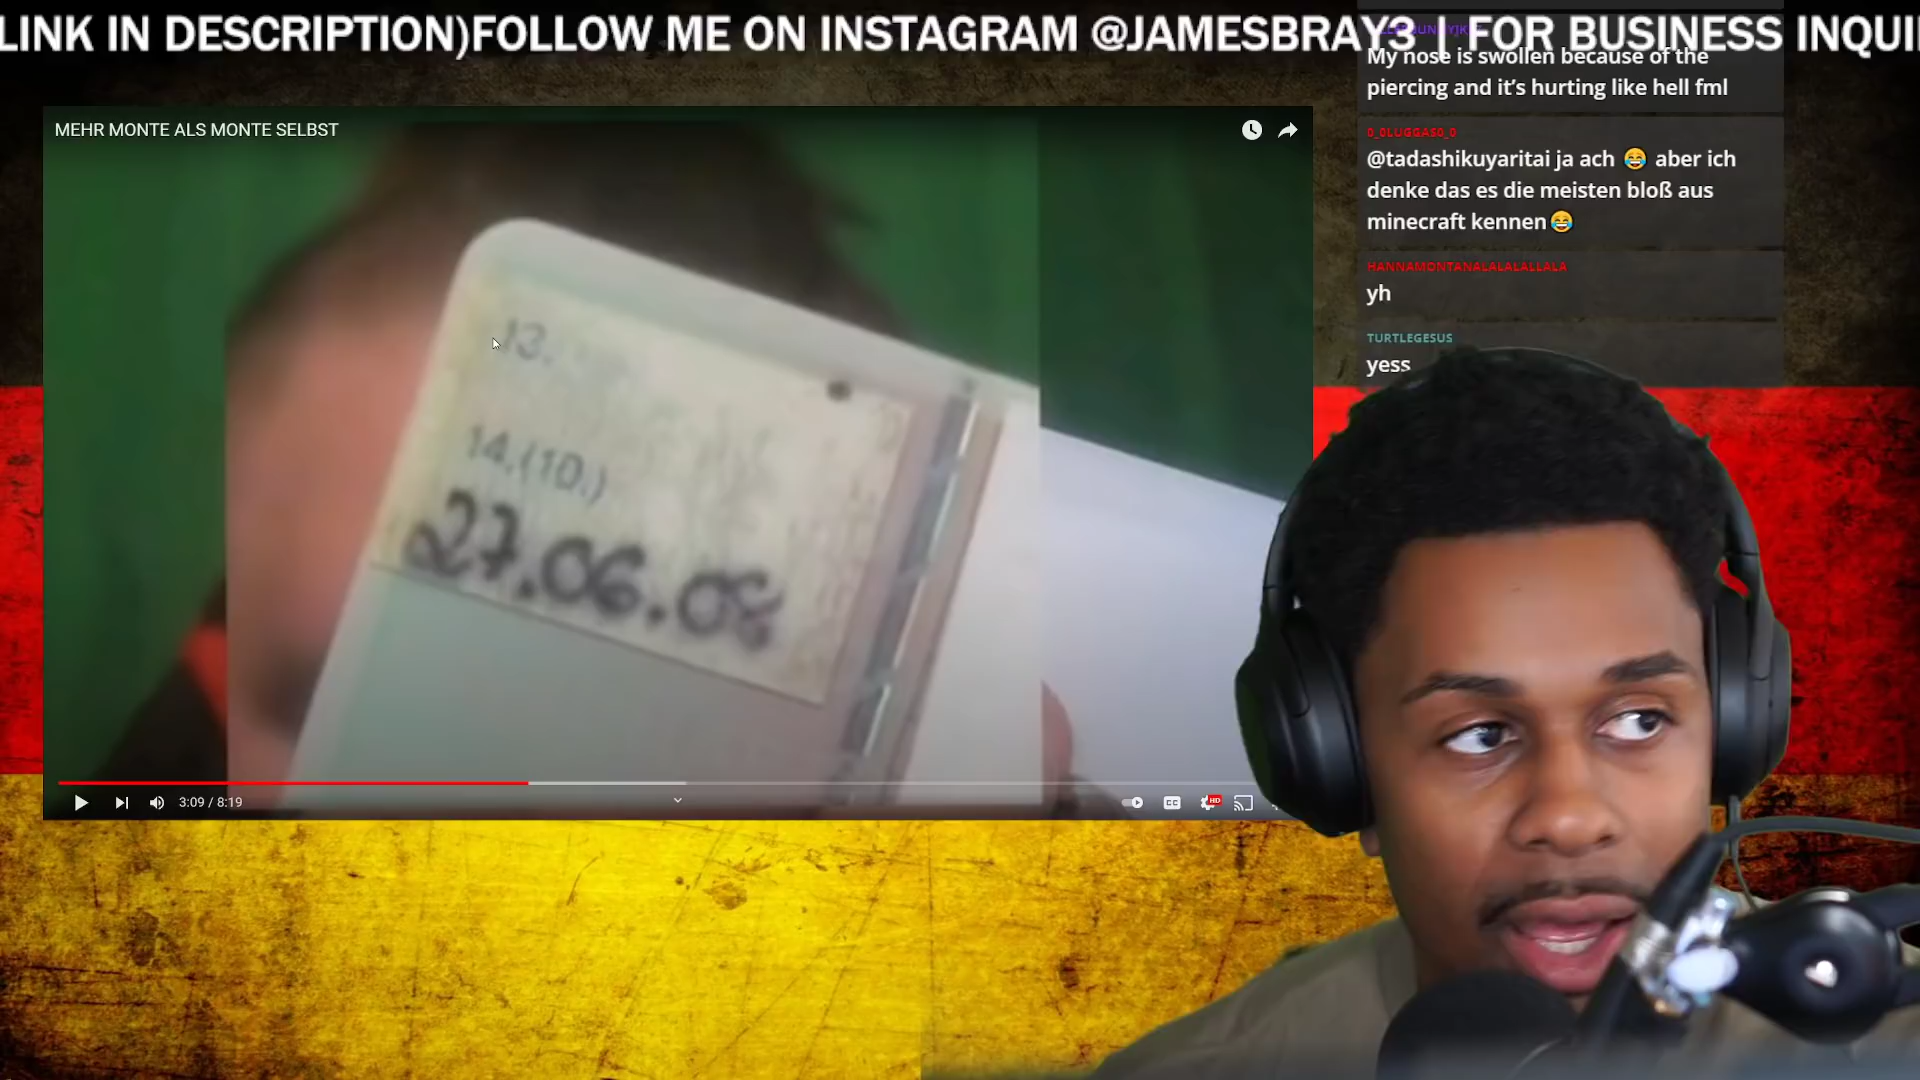 LINK IN DESCRIPTION)FOLLOW ME ON INSTAGRAM @JAMESBRAY3 | FOR BUSINESS INQUI
My nose is swollen because of the
piercing and it's hurting like hell fml
0_0LUGGAS0_0
@tadashikuyaritai ja ach 😂 aber ich
denke das es die meisten bloß aus
minecraft kennen😂
HANNAMONTANALALALALLALA
yh
TURTLEGESUS
yess
MEHR MONTE ALS MONTE SELBST
13.
14.(10.)
27.06.08
3:09 / 8:19
CC
HD